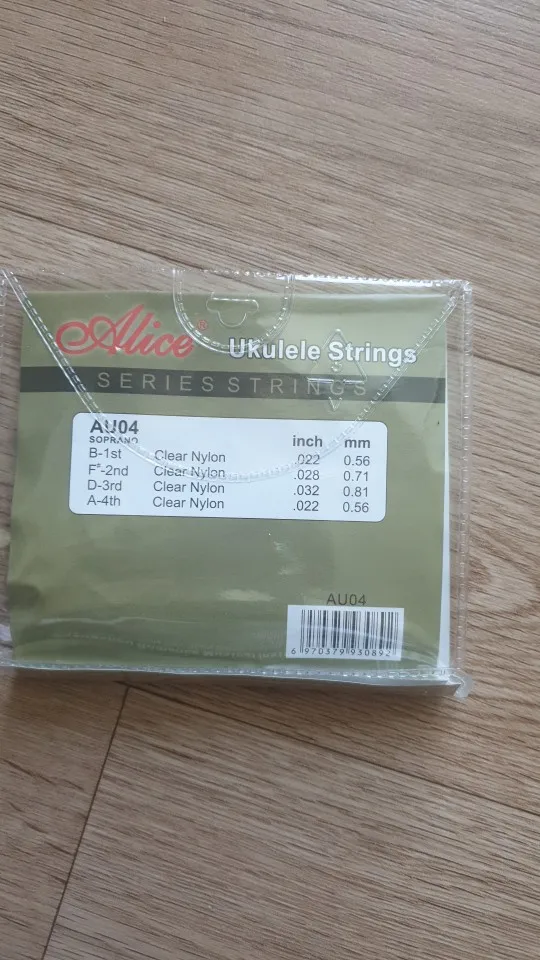 Alice® Ukulele Strings
SERIES STRINGS
AU04 inch mm
SOPRANO
B-1st Clear Nylon .022 0.56
F#-2nd Clear Nylon .028 0.71
D-3rd Clear Nylon .032 0.81
A-4th Clear Nylon .022 0.56
AU04
6 970379 930892